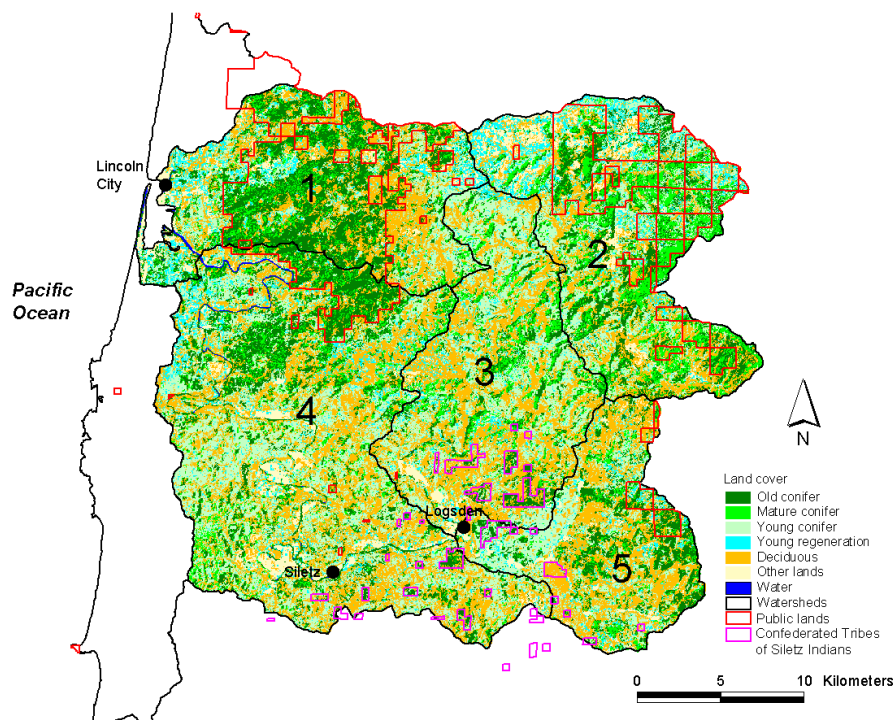 Lincoln
City
1
2
Pacific
Ocean
3
4
N
Land cover
Old conifer
Mature conifer
Young conifer
Young regeneration
Deciduous
Other lands
Water
Watersheds
Public lands
Confederated Tribes
of Siletz Indians
Logsden
Siletz
5
0 5 10 Kilometers